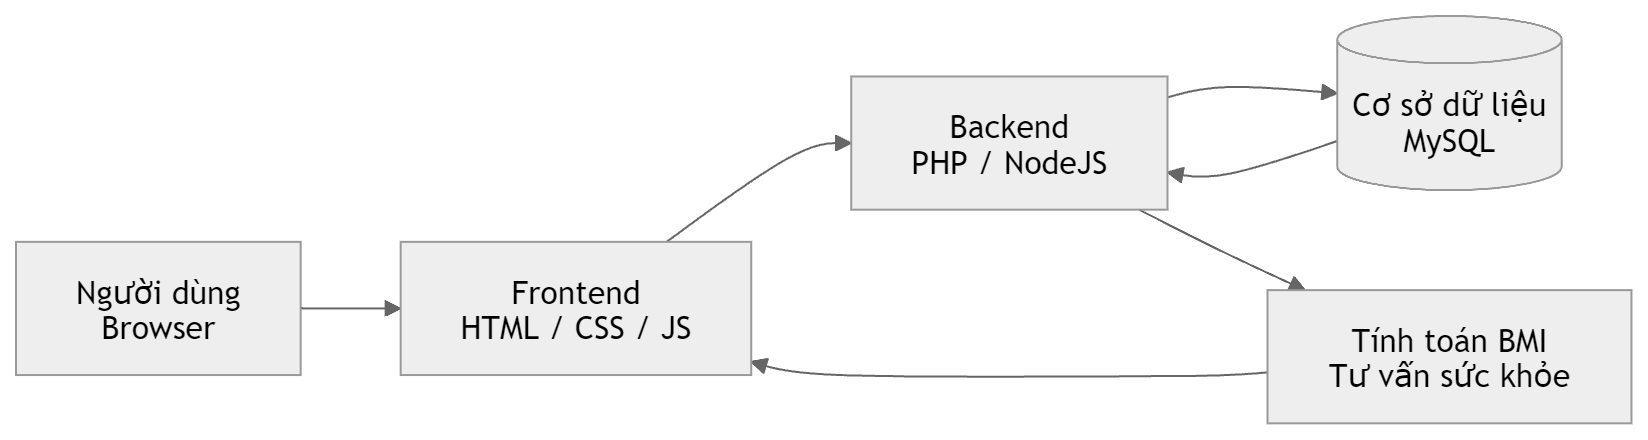 Người dùng
Browser
Frontend
HTML / CSS / JS
Backend
PHP / NodeJS
Cơ sở dữ liệu
MySQL
Tính toán BMI
Tư vấn sức khỏe